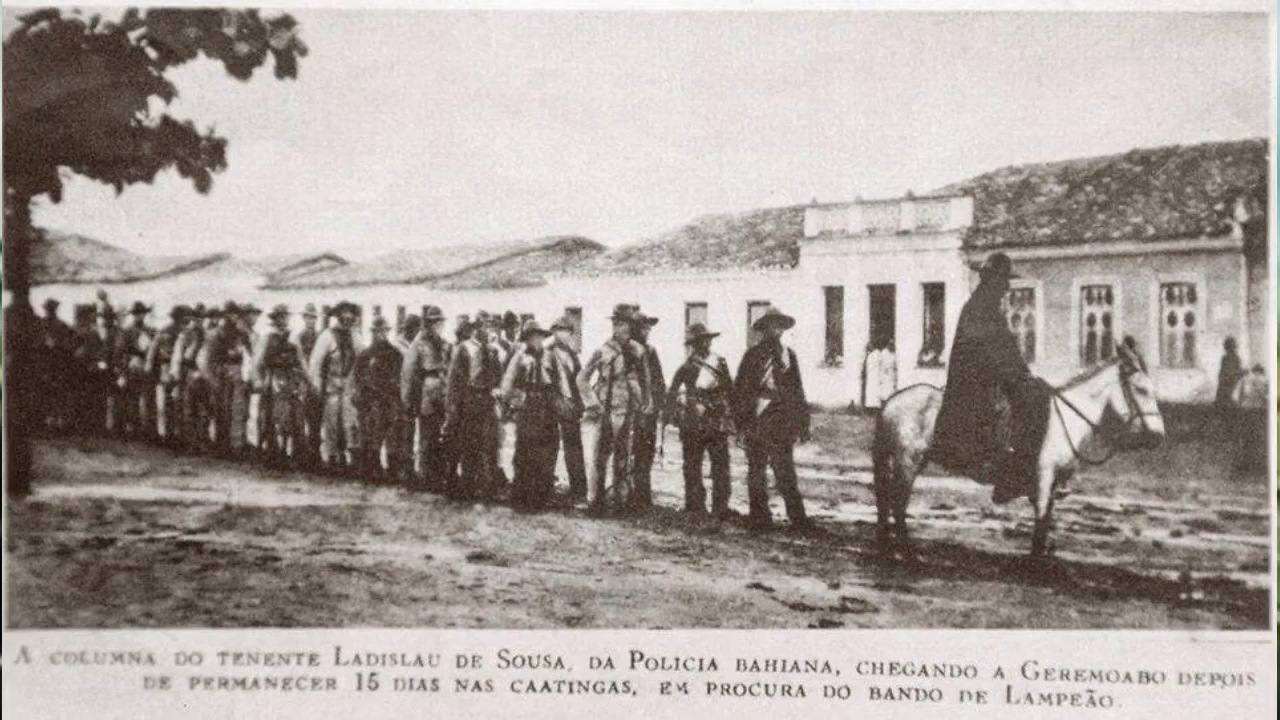 A COLUMNA DO TENENTE LADISLAU DE SOUSA, DA POLICIA BAHIANA, CHEGANDO A GEREMOABO DEPOIS
DE PERMANECER 15 DIAS NAS CAATINGAS, EM PROCURA DO BANDO DE LAMPEÃO.